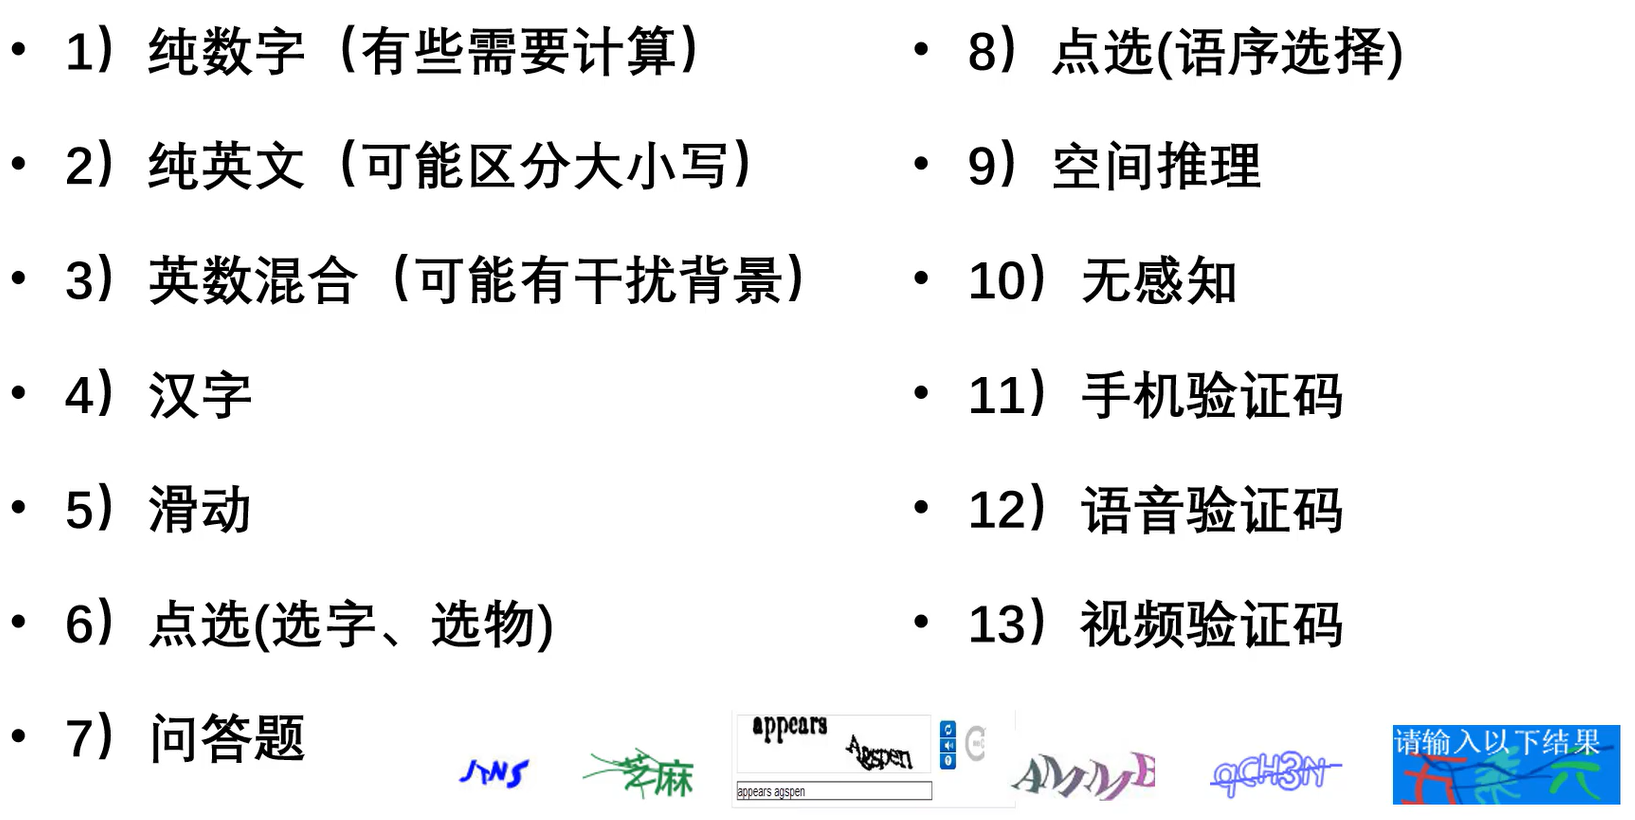 • 1）纯数字（有些需要计算）
• 2）纯英文（可能区分大小写）
• 3）英数混合（可能有干扰背景）
• 4）汉字
• 5）滑动
• 6）点选(选字、选物)
• 7）问答题
• 8）点选(语序选择)
• 9）空间推理
• 10）无感知
• 11）手机验证码
• 12）语音验证码
• 13）视频验证码
芝麻
appears
Agspen
appears agspen
qCH3N
请输入以下结果
五乘六